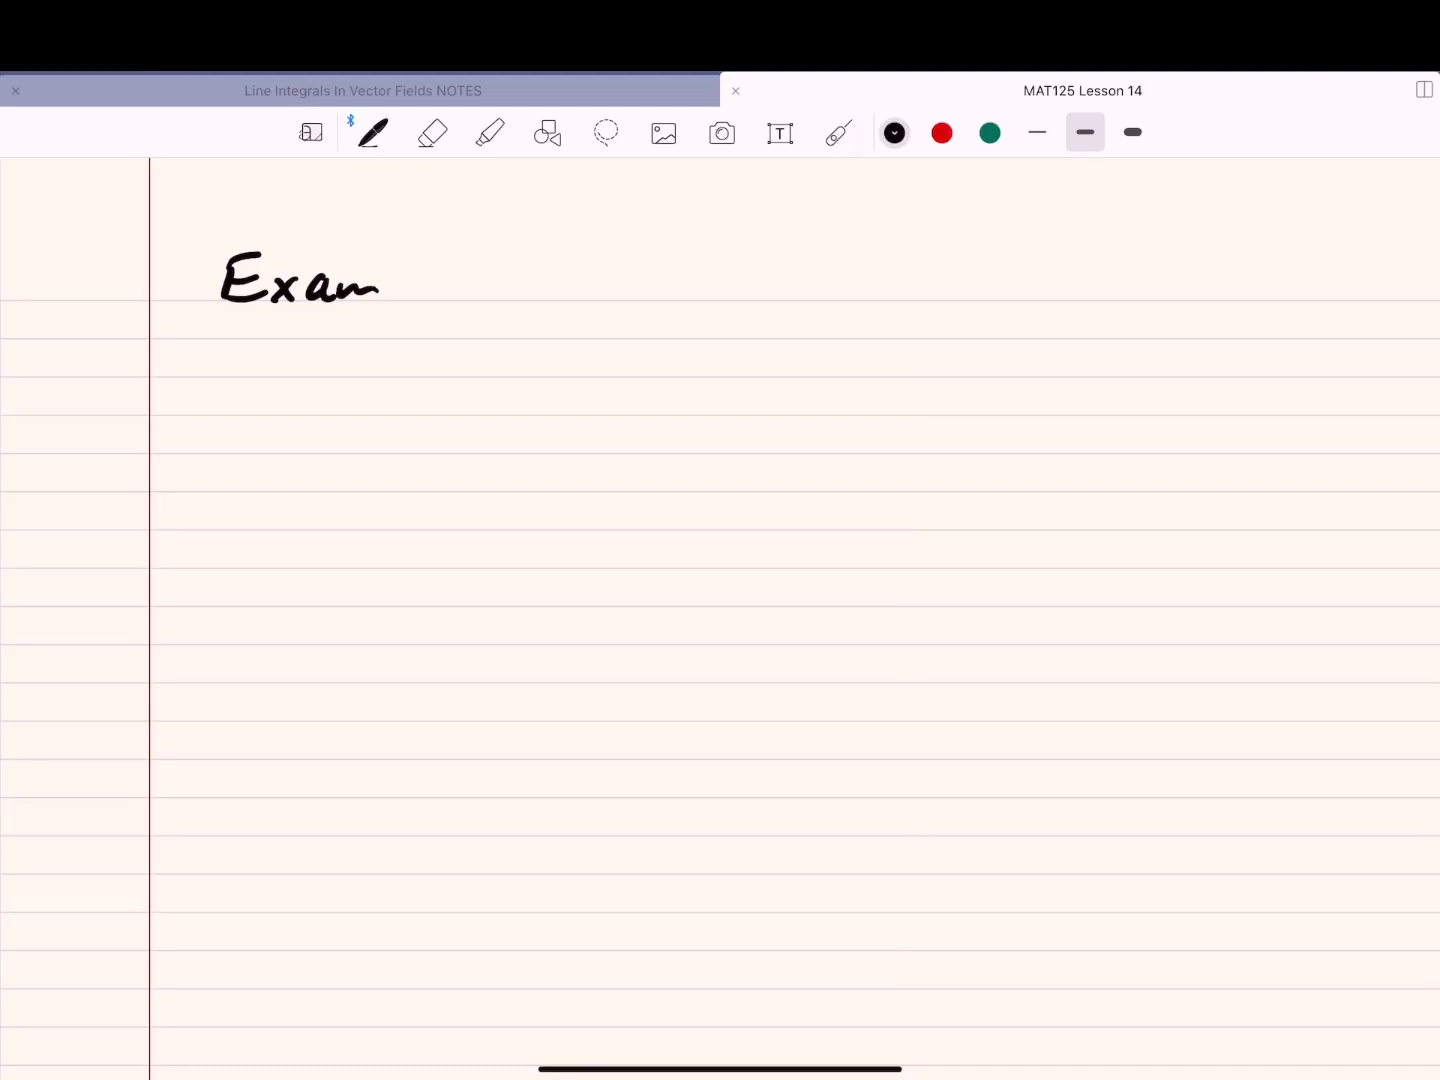 Line Integrals In Vector Fields NOTES
MAT125 Lesson 14
a
T
Exam